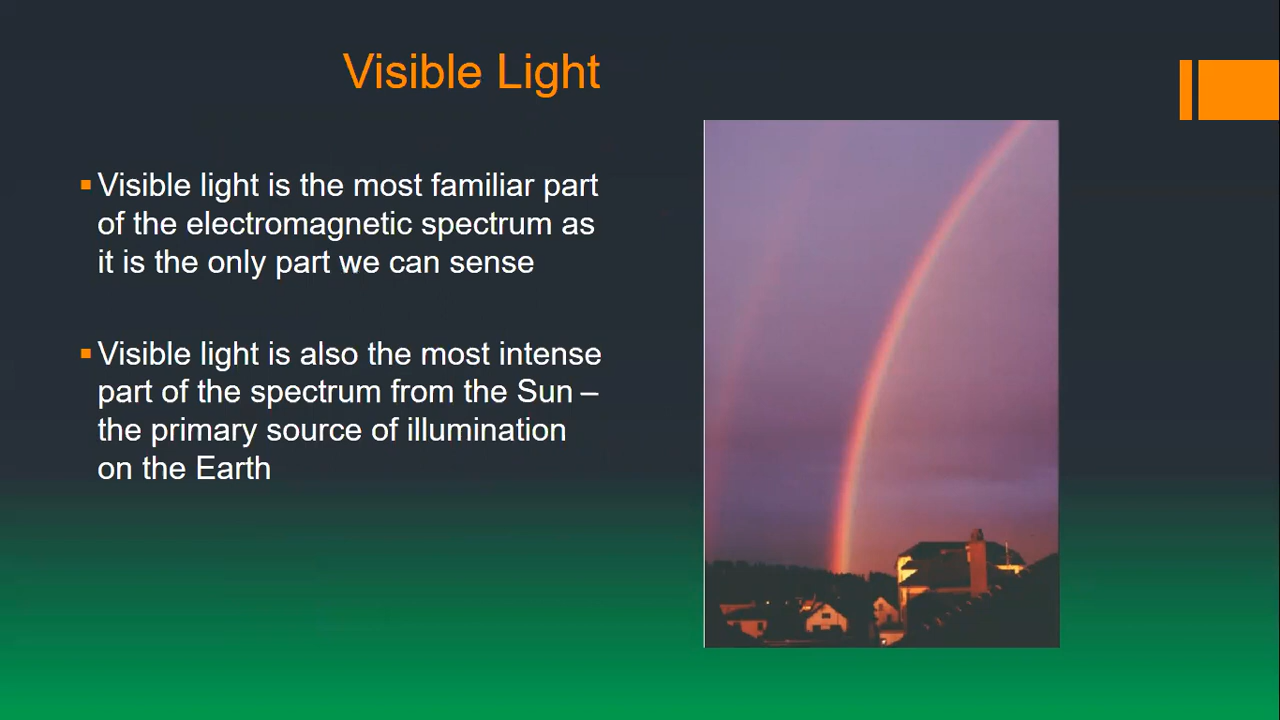 Visible Light
Visible light is the most familiar part
of the electromagnetic spectrum as
it is the only part we can sense
Visible light is also the most intense
part of the spectrum from the Sun –
the primary source of illumination
on the Earth